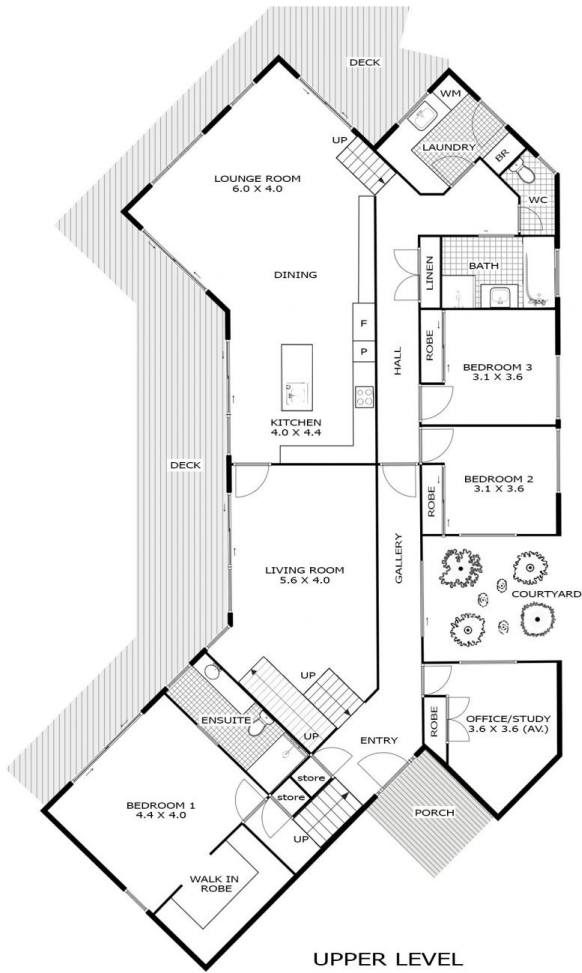 DECK
WM
LAUNDRY
UP
BR
WC
LOUNGE ROOM
6.0 X 4.0
DINING
LINEN
BATH
F
P
ROBE
HALL
BEDROOM 3
3.1 X 3.6
KITCHEN
4.0 X 4.4
DECK
ROBE
BEDROOM 2
3.1 X 3.6
GALLERY
LIVING ROOM
5.6 X 4.0
COURTYARD
UP
ENSUITE
UP
ENTRY
ROBE
OFFICE/STUDY
3.6 X 3.6 (AV.)
store
store
BEDROOM 1
4.4 X 4.0
PORCH
UP
WALK IN
ROBE
UPPER LEVEL